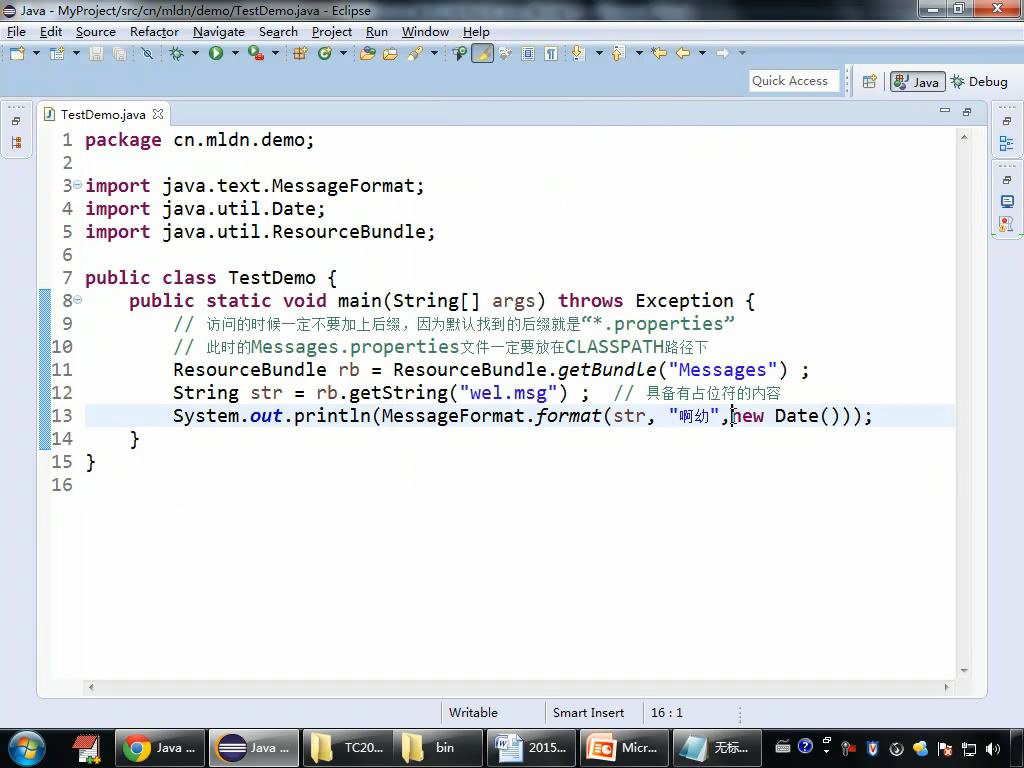 Java - MyProject/src/cn/mldn/demo/TestDemo.java - Eclipse
File Edit Source Refactor Navigate Search Project Run Window Help
Quick Access
Java
Debug
TestDemo.java
1 package cn.mldn.demo;
2
3 import java.text.MessageFormat;
4 import java.util.Date;
5 import java.util.ResourceBundle;
6
7 public class TestDemo {
8 public static void main(String[] args) throws Exception {
9 // 访问的时候一定不要加上后缀，因为默认找到的后缀就是“*.properties”
10 // 此时的Messages.properties文件一定要放在CLASSPATH路径下
11 ResourceBundle rb = ResourceBundle.getBundle("Messages") ;
12 String str = rb.getString("wel.msg") ; // 具备有占位符的内容
13 System.out.println(MessageFormat.format(str, "啊幼",new Date()));
14 }
15 }
16
Writable Smart Insert 16 : 1
Java ... Java ... TC20... bin 2015... Micr... 无标...